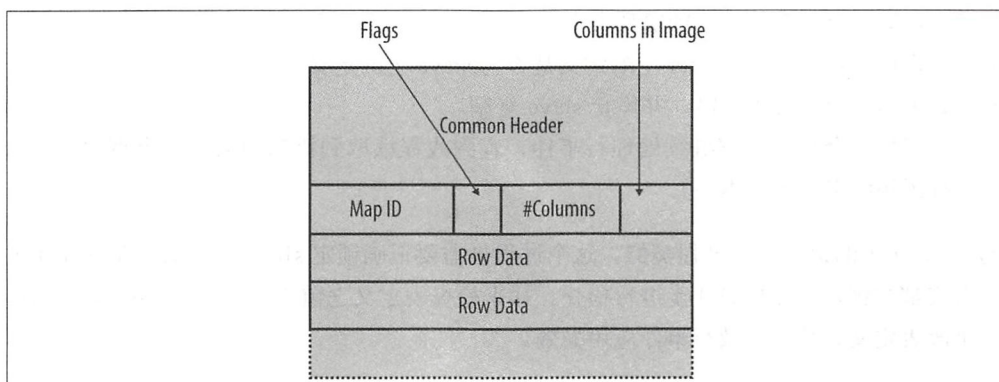 Flags
Columns in Image
Common Header
Map ID
#Columns
Row Data
Row Data